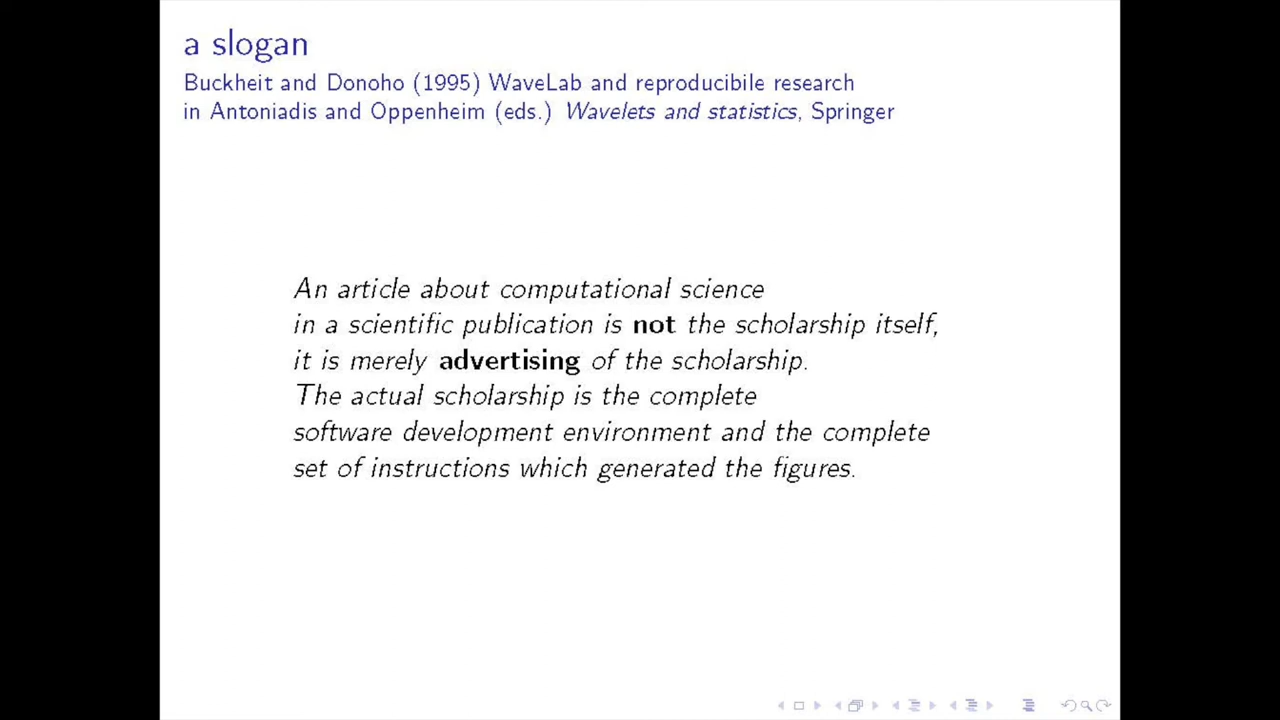 a slogan
Buckheit and Donoho (1995) WaveLab and reproducibile research
in Antoniadis and Oppenheim (eds.) Wavelets and statistics, Springer
An article about computational science
in a scientific publication is not the scholarship itself,
it is merely advertising of the scholarship.
The actual scholarship is the complete
software development environment and the complete
set of instructions which generated the figures.